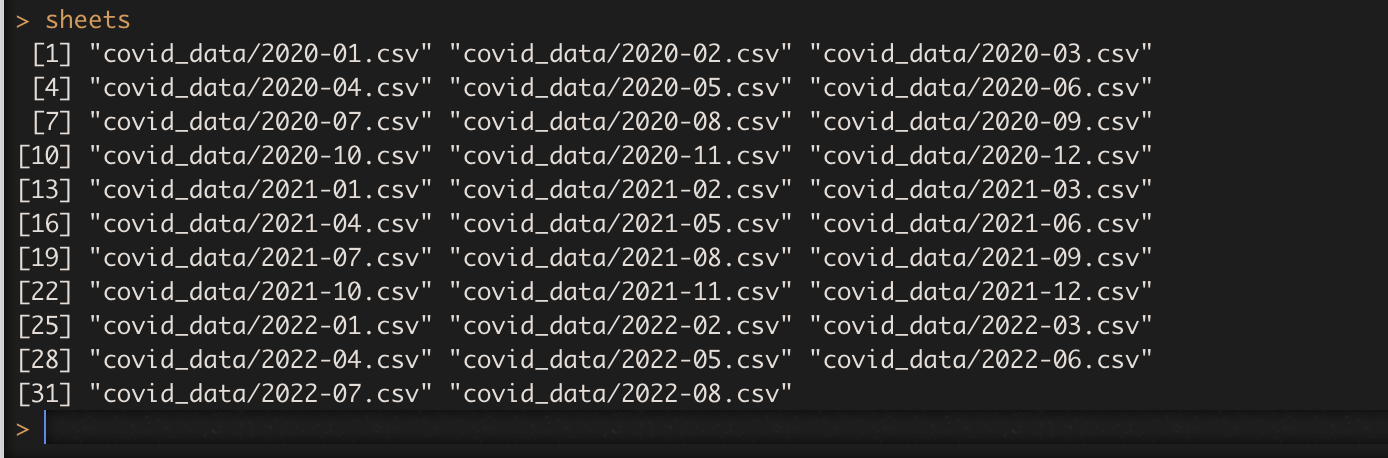 > sheets
[1] "covid_data/2020-01.csv" "covid_data/2020-02.csv" "covid_data/2020-03.csv"
[4] "covid_data/2020-04.csv" "covid_data/2020-05.csv" "covid_data/2020-06.csv"
[7] "covid_data/2020-07.csv" "covid_data/2020-08.csv" "covid_data/2020-09.csv"
[10] "covid_data/2020-10.csv" "covid_data/2020-11.csv" "covid_data/2020-12.csv"
[13] "covid_data/2021-01.csv" "covid_data/2021-02.csv" "covid_data/2021-03.csv"
[16] "covid_data/2021-04.csv" "covid_data/2021-05.csv" "covid_data/2021-06.csv"
[19] "covid_data/2021-07.csv" "covid_data/2021-08.csv" "covid_data/2021-09.csv"
[22] "covid_data/2021-10.csv" "covid_data/2021-11.csv" "covid_data/2021-12.csv"
[25] "covid_data/2022-01.csv" "covid_data/2022-02.csv" "covid_data/2022-03.csv"
[28] "covid_data/2022-04.csv" "covid_data/2022-05.csv" "covid_data/2022-06.csv"
[31] "covid_data/2022-07.csv" "covid_data/2022-08.csv"
>